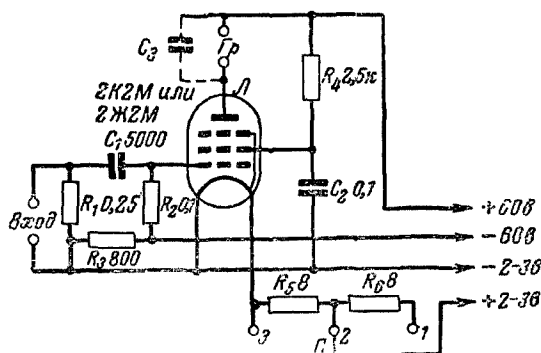 C₃
Гр
R₄ 2,5к
2К2М или
2Ж2М
Л
C₁ 5000
R₁ 0,25
R₂ 0,1
C₂ 0,1
Вход
R₃ 800
+60в
-60в
-2-3в
+2-3в
R₅ 8
R₆ 8
3
2
1
П